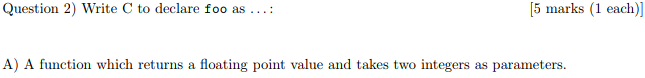 Question 2) Write C to declare foo as ...: [5 marks (1 each)]
A) A function which returns a floating point value and takes two integers as parameters.